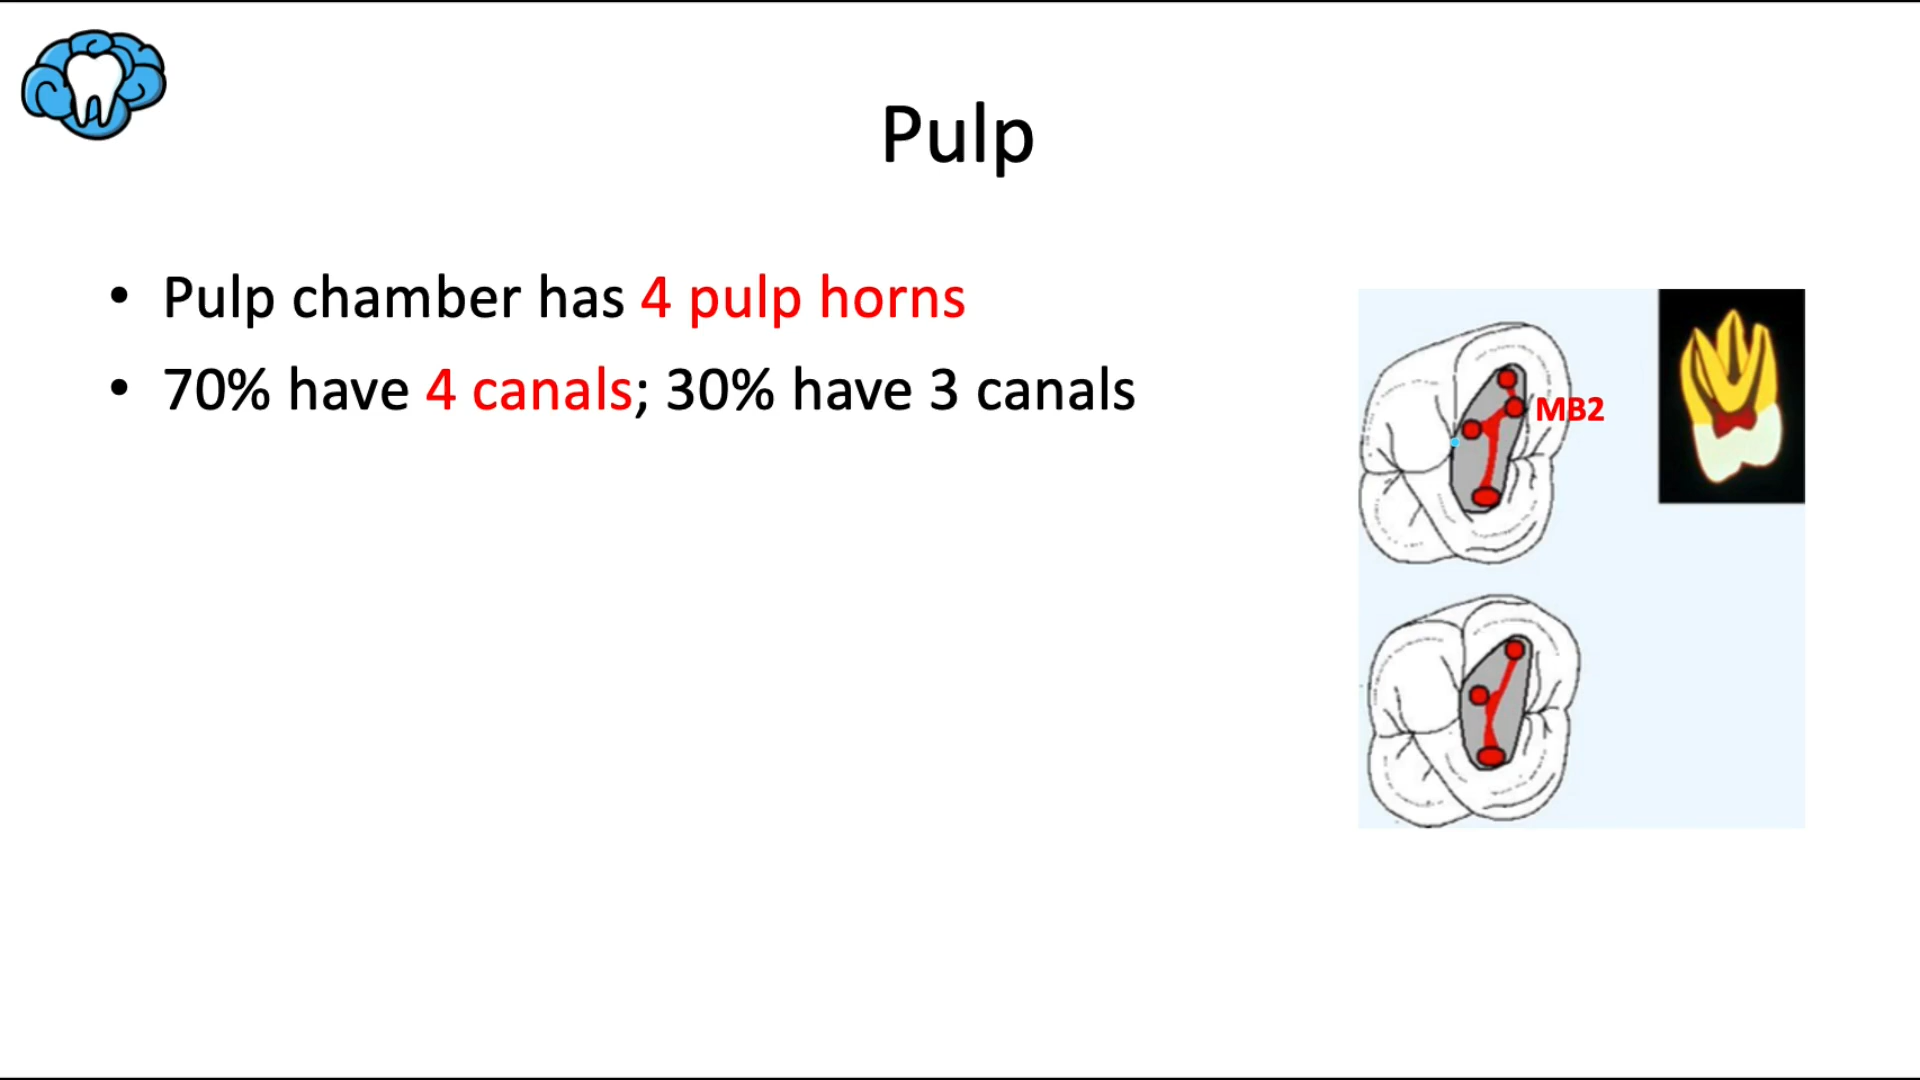 Pulp
• Pulp chamber has 4 pulp horns
• 70% have 4 canals; 30% have 3 canals
MB2